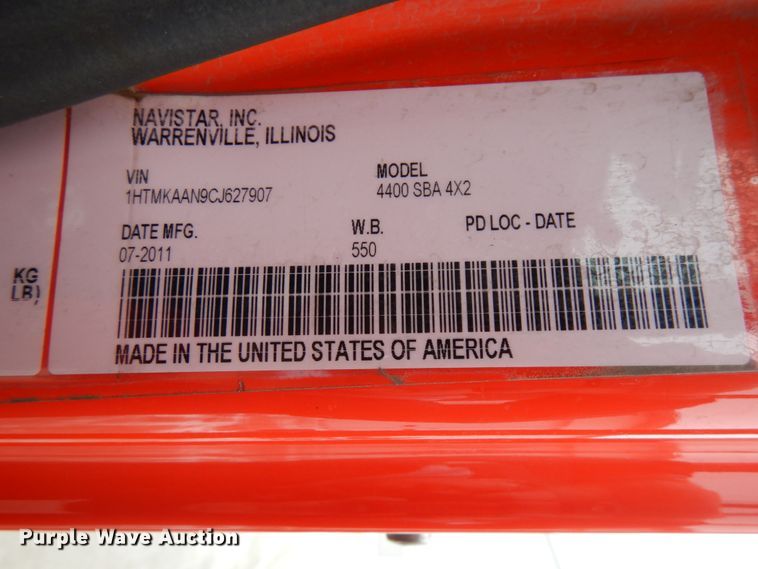 NAVISTAR, INC.
WARRENVILLE, ILLINOIS
VIN MODEL
1HTMKAAN9CJ627907 4400 SBA 4X2
DATE MFG. W.B. PD LOC - DATE
07-2011 550
KG
LB)
MADE IN THE UNITED STATES OF AMERICA
Purple Wave Auction